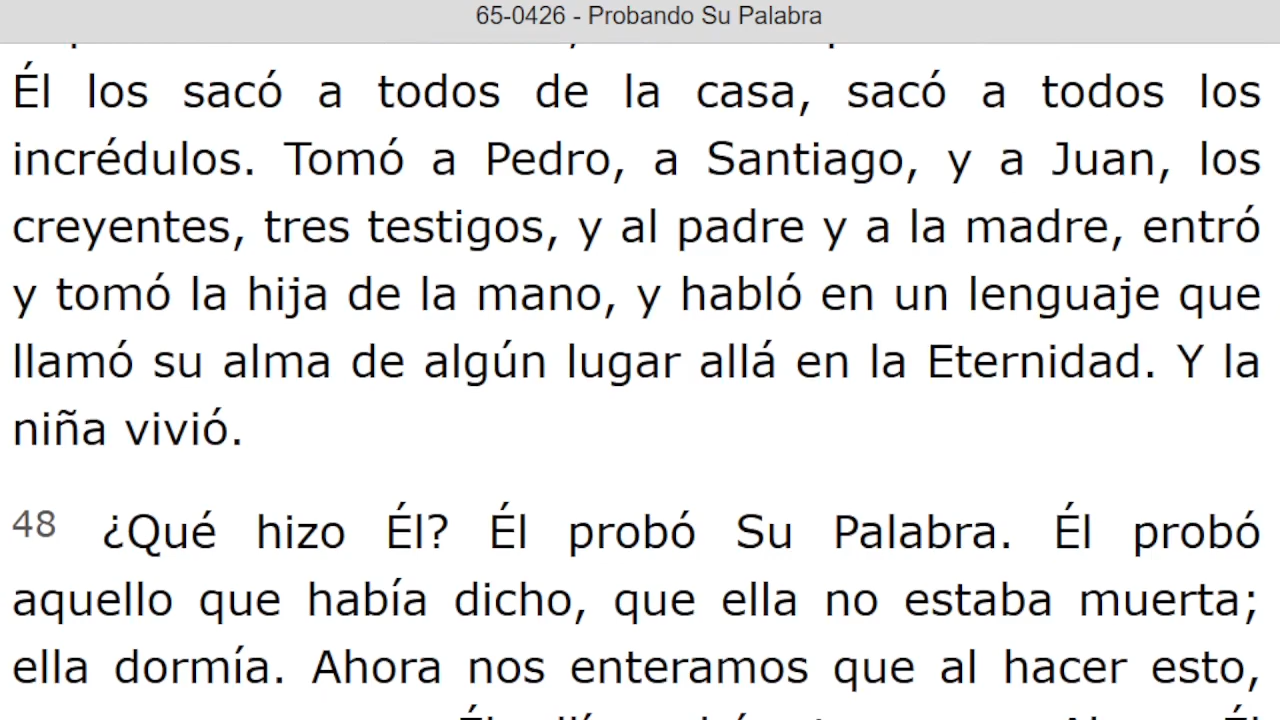 65-0426 - Probando Su Palabra
Él los sacó a todos de la casa, sacó a todos los
incrédulos. Tomó a Pedro, a Santiago, y a Juan, los
creyentes, tres testigos, y al padre y a la madre, entró
y tomó la hija de la mano, y habló en un lenguaje que
llamó su alma de algún lugar allá en la Eternidad. Y la
niña vivió.
48 ¿Qué hizo Él? Él probó Su Palabra. Él probó
aquello que había dicho, que ella no estaba muerta;
ella dormía. Ahora nos enteramos que al hacer esto,